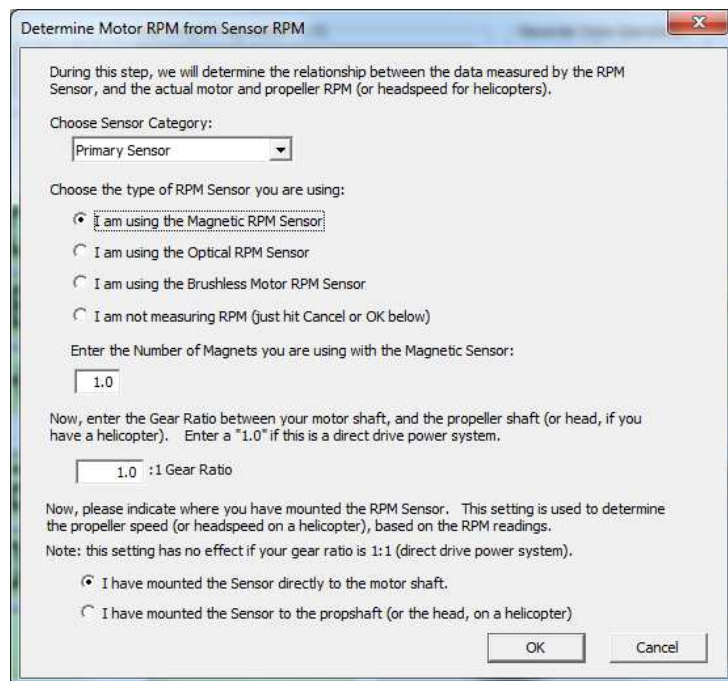 Determine Motor RPM from Sensor RPM
During this step, we will determine the relationship between the data measured by the RPM
Sensor, and the actual motor and propeller RPM (or headspeed for helicopters).
Choose Sensor Category:
Primary Sensor
Choose the type of RPM Sensor you are using:
I am using the Magnetic RPM Sensor
I am using the Optical RPM Sensor
I am using the Brushless Motor RPM Sensor
I am not measuring RPM (just hit Cancel or OK below)
Enter the Number of Magnets you are using with the Magnetic Sensor:
1.0
Now, enter the Gear Ratio between your motor shaft, and the propeller shaft (or head, if you
have a helicopter). Enter a "1.0" if this is a direct drive power system.
1.0 :1 Gear Ratio
Now, please indicate where you have mounted the RPM Sensor. This setting is used to determine
the propeller speed (or headspeed on a helicopter), based on the RPM readings.
Note: this setting has no effect if your gear ratio is 1:1 (direct drive power system).
I have mounted the Sensor directly to the motor shaft.
I have mounted the Sensor to the propshaft (or the head, on a helicopter)
OK Cancel